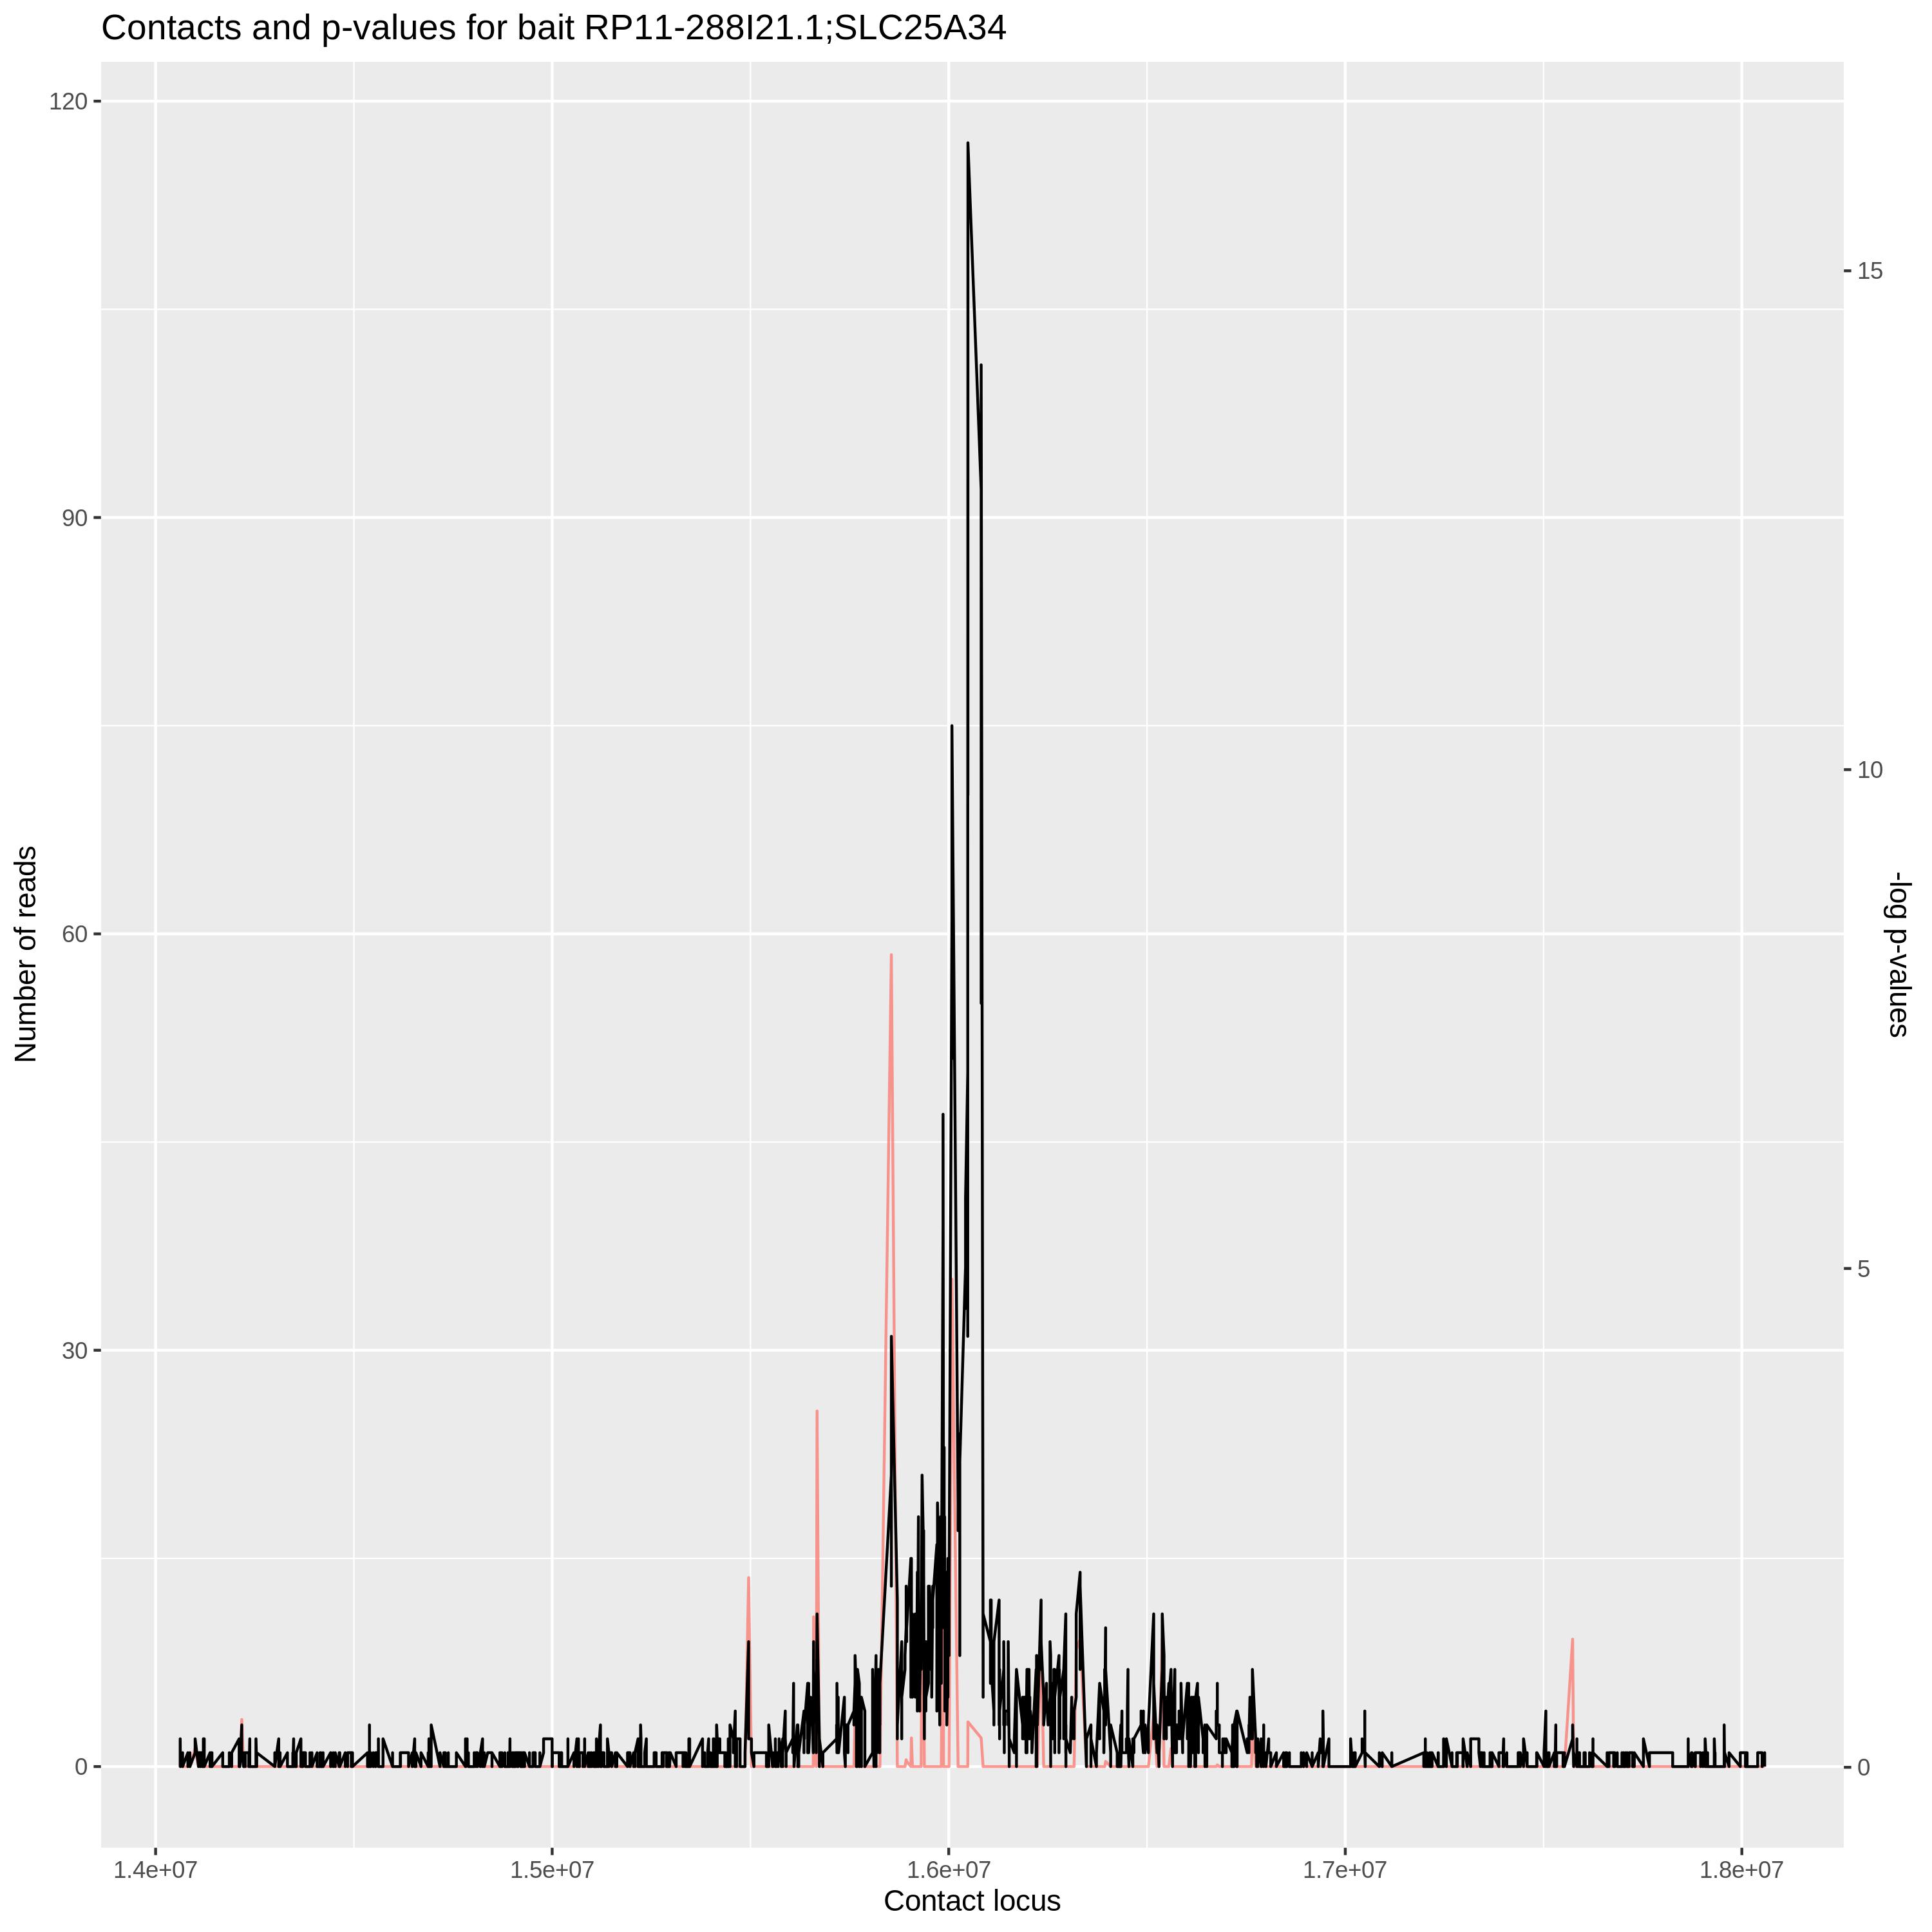 Contacts and p-values for bait RP11-288I21.1;SLC25A34
120
90
60
30
0
Number of reads
15
10
5
0
-log p-values
1.4e+07 1.5e+07 1.6e+07 1.7e+07 1.8e+07
Contact locus